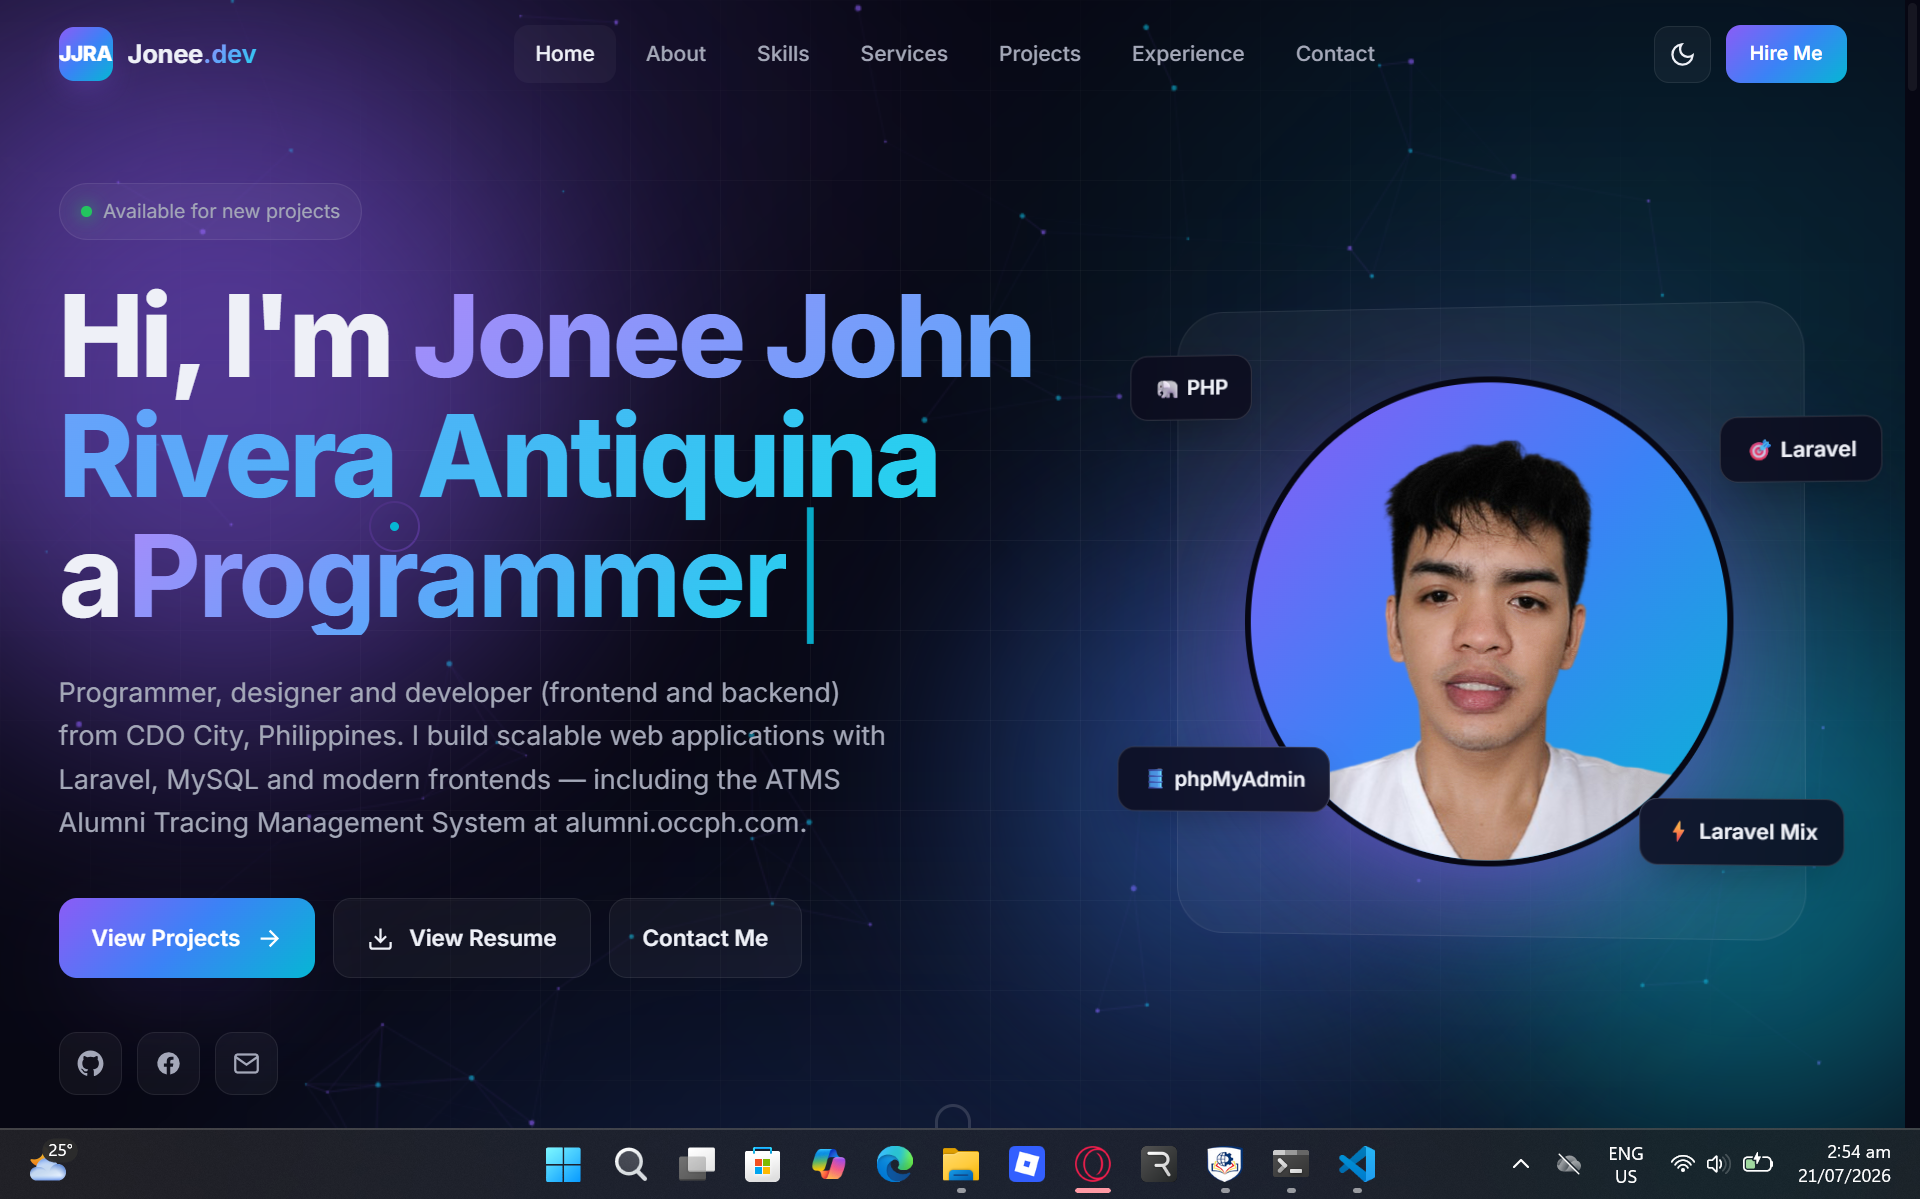 JJRA Jonee.dev Home About Skills Services Projects Experience Contact Hire Me
Available for new projects
Hi, I'm Jonee John
Rivera Antiquina
a Programmer
PHP
Laravel
phpMyAdmin
Laravel Mix
Programmer, designer and developer (frontend and backend)
from CDO City, Philippines. I build scalable web applications with
Laravel, MySQL and modern frontends — including the ATMS
Alumni Tracing Management System at alumni.occph.com.
View Projects → View Resume Contact Me
25°
ENG
US
2:54 am
21/07/2026